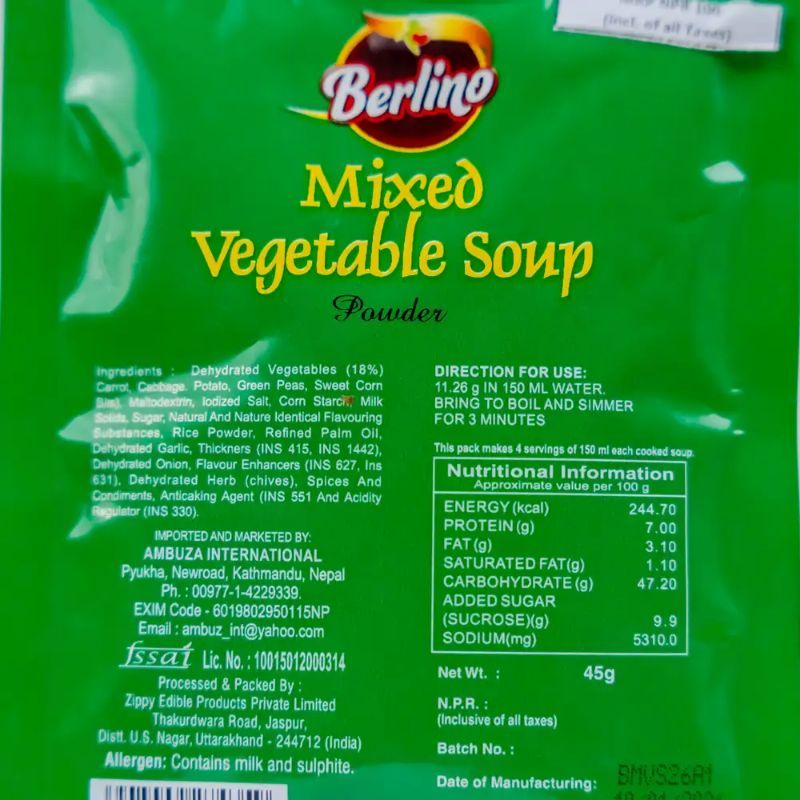 (Incl. of all Taxes)
Berlino
Mixed
Vegetable Soup
Powder
Ingredients : Dehydrated Vegetables (18%)
Carrot, Cabbage. Potato, Green Peas, Sweet Corn
Bits), Maltodextrin, Iodized Salt, Corn Starch, Milk
Solids, Sugar, Natural And Nature Identical Flavouring
Substances, Rice Powder, Refined Palm Oil,
Dehydrated Garlic, Thickners (INS 415, INS 1442),
Dehydrated Onion, Flavour Enhancers (INS 627, Ins
631), Dehydrated Herb (chives), Spices And
Condiments, Anticaking Agent (INS 551 And Acidity
Regulator (INS 330).
IMPORTED AND MARKETED BY:
AMBUZA INTERNATIONAL
Pyukha, Newroad, Kathmandu, Nepal
Ph. : 00977-1-4229339.
EXIM Code - 6019802950115NP
Email : ambuz_int@yahoo.com
fssai Lic. No. : 10015012000314
Processed & Packed By :
Zippy Edible Products Private Limited
Thakurdwara Road, Jaspur,
Distt. U.S. Nagar, Uttarakhand - 244712 (India)
Allergen: Contains milk and sulphite.
DIRECTION FOR USE:
11.26 g IN 150 ML WATER.
BRING TO BOIL AND SIMMER
FOR 3 MINUTES
This pack makes 4 servings of 150 ml each cooked soup.
Nutritional Information
Approximate value per 100 g
ENERGY (kcal) 244.70
PROTEIN (g) 7.00
FAT (g) 3.10
SATURATED FAT(g) 1.10
CARBOHYDRATE (g) 47.20
ADDED SUGAR
(SUCROSE)(g) 9.9
SODIUM(mg) 5310.0
Net Wt. : 45g
N.P.R. :
(Inclusive of all taxes)
Batch No. :
Date of Manufacturing: BMVS26A1